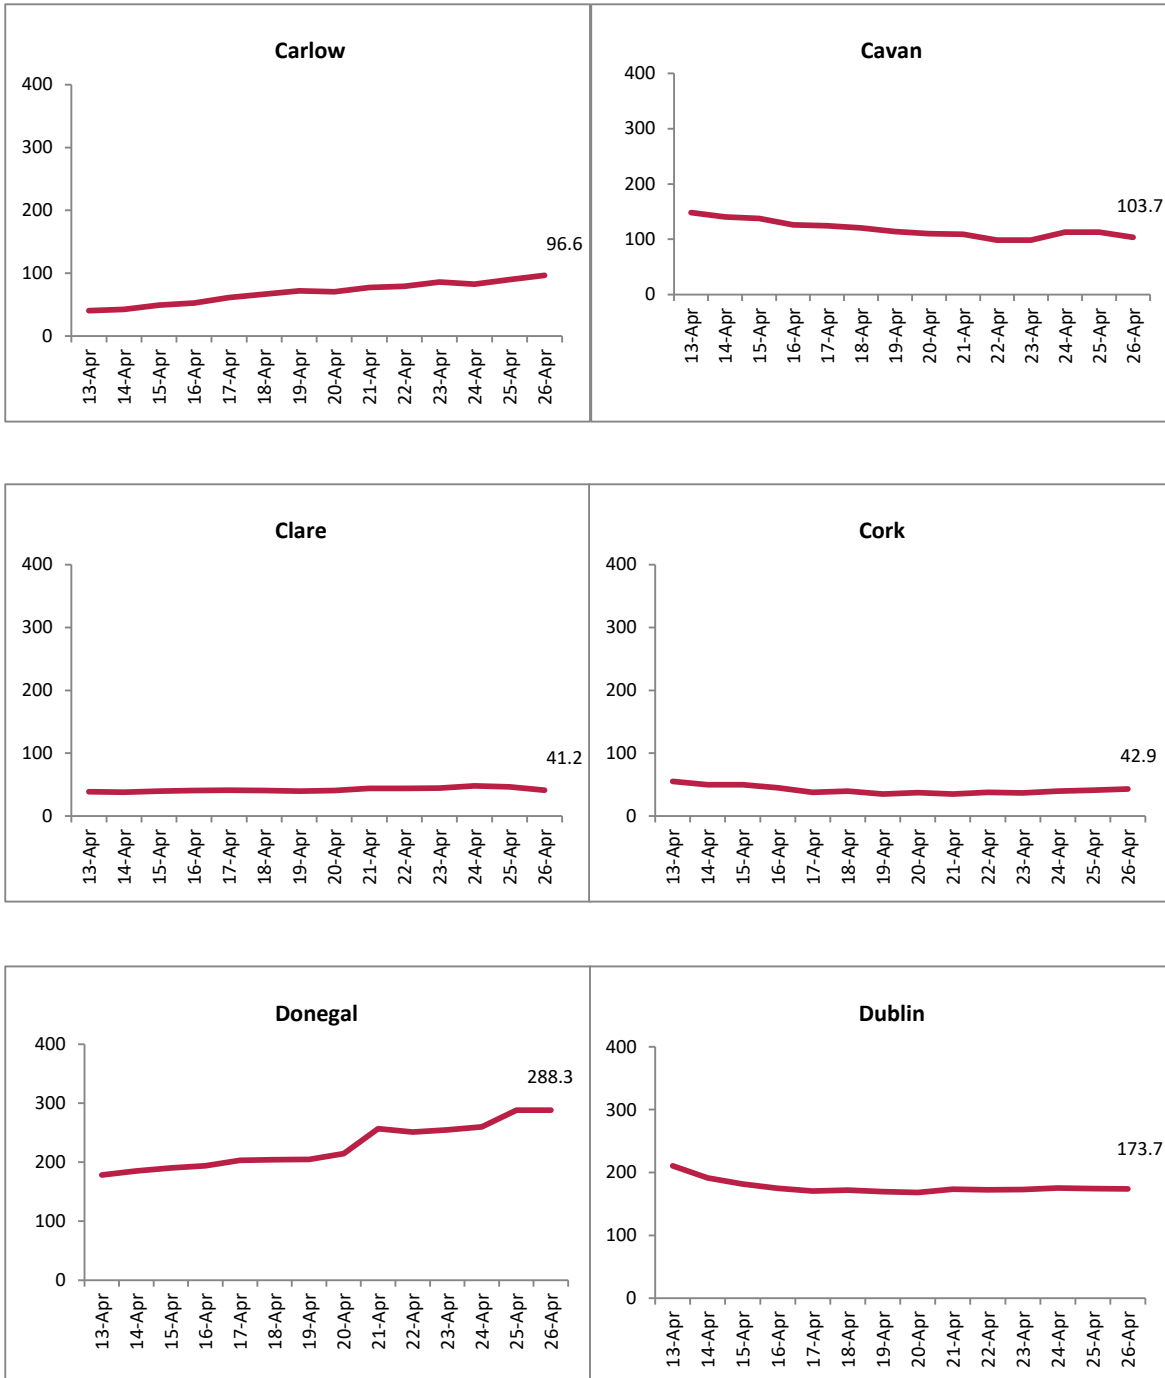 Carlow
400
300
200
100
0
96.6
13-Apr
14-Apr
15-Apr
16-Apr
17-Apr
18-Apr
19-Apr
20-Apr
21-Apr
22-Apr
23-Apr
24-Apr
25-Apr
26-Apr
Cavan
400
300
200
100
0
103.7
13-Apr
14-Apr
15-Apr
16-Apr
17-Apr
18-Apr
19-Apr
20-Apr
21-Apr
22-Apr
23-Apr
24-Apr
25-Apr
26-Apr
Clare
400
300
200
100
0
41.2
13-Apr
14-Apr
15-Apr
16-Apr
17-Apr
18-Apr
19-Apr
20-Apr
21-Apr
22-Apr
23-Apr
24-Apr
25-Apr
26-Apr
Cork
400
300
200
100
0
42.9
13-Apr
14-Apr
15-Apr
16-Apr
17-Apr
18-Apr
19-Apr
20-Apr
21-Apr
22-Apr
23-Apr
24-Apr
25-Apr
26-Apr
Donegal
400
300
200
100
0
288.3
13-Apr
14-Apr
15-Apr
16-Apr
17-Apr
18-Apr
19-Apr
20-Apr
21-Apr
22-Apr
23-Apr
24-Apr
25-Apr
26-Apr
Dublin
400
300
200
100
0
173.7
13-Apr
14-Apr
15-Apr
16-Apr
17-Apr
18-Apr
19-Apr
20-Apr
21-Apr
22-Apr
23-Apr
24-Apr
25-Apr
26-Apr